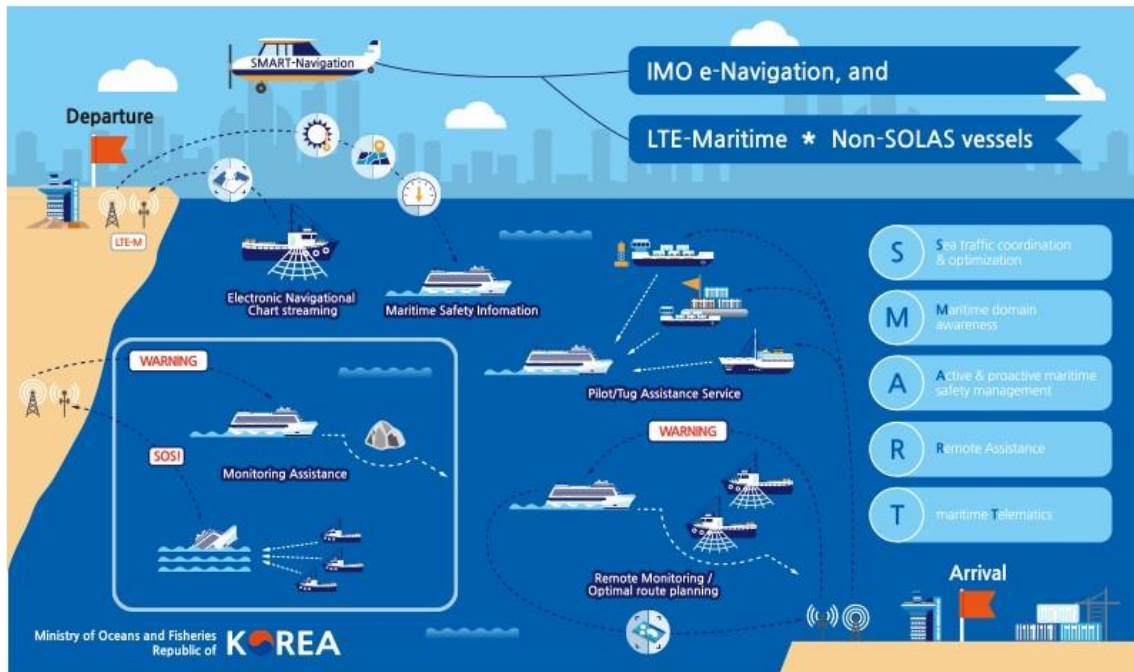 SMART-Navigation
IMO e-Navigation, and
LTE-Maritime * Non-SOLAS vessels
Departure
LTE-M
Electronic Navigational
Chart streaming
Maritime Safety Infomation
Pilot/Tug Assistance Service
WARNING
SOS!
Monitoring Assistance
WARNING
Remote Monitoring /
Optimal route planning
S
Sea traffic coordination
& optimization
M
Maritime domain
awareness
A
Active & proactive maritime
safety management
R
Remote Assistance
T
maritime Telematics
Arrival
Ministry of Oceans and Fisheries
Republic of
KOREA